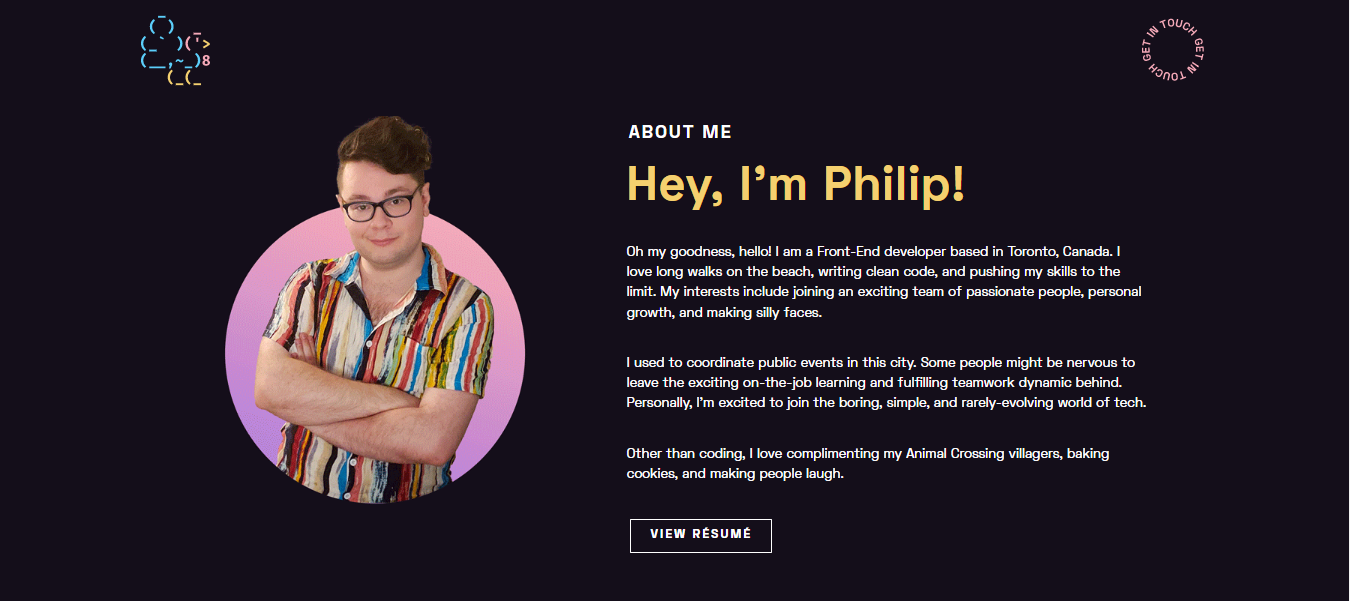 GET IN TOUCH GET IN TOUCH
ABOUT ME
Hey, I’m Philip!
Oh my goodness, hello! I am a Front-End developer based in Toronto, Canada. I
love long walks on the beach, writing clean code, and pushing my skills to the
limit. My interests include joining an exciting team of passionate people, personal
growth, and making silly faces.
I used to coordinate public events in this city. Some people might be nervous to
leave the exciting on-the-job learning and fulfilling teamwork dynamic behind.
Personally, I’m excited to join the boring, simple, and rarely-evolving world of tech.
Other than coding, I love complimenting my Animal Crossing villagers, baking
cookies, and making people laugh.
VIEW RÉSUMÉ